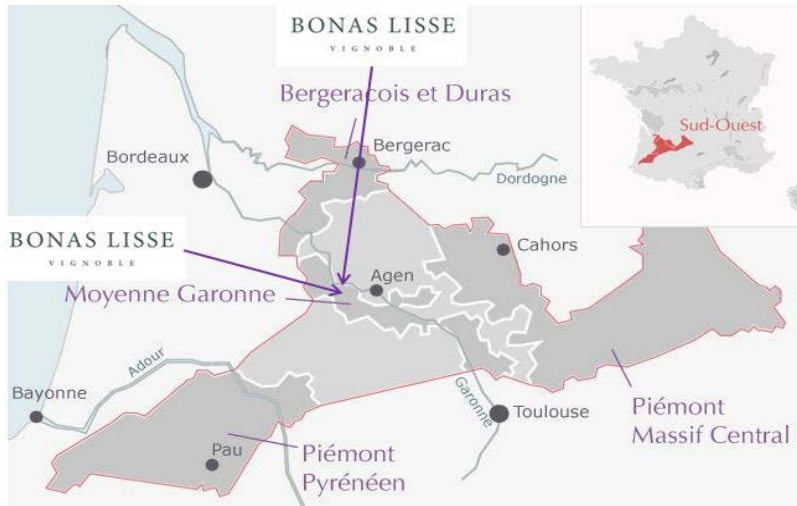 BONAS LISSE
VIGNOBLE
Bergeracois et Duras
Sud-Ouest
Bordeaux
Bergerac
Dordogne
BONAS LISSE
VIGNOBLE
Cahors
Agen
Moyenne Garonne
Adour
Garonne
Bayonne
Toulouse
Piémont
Massif Central
Pau
Piémont
Pyrénéen